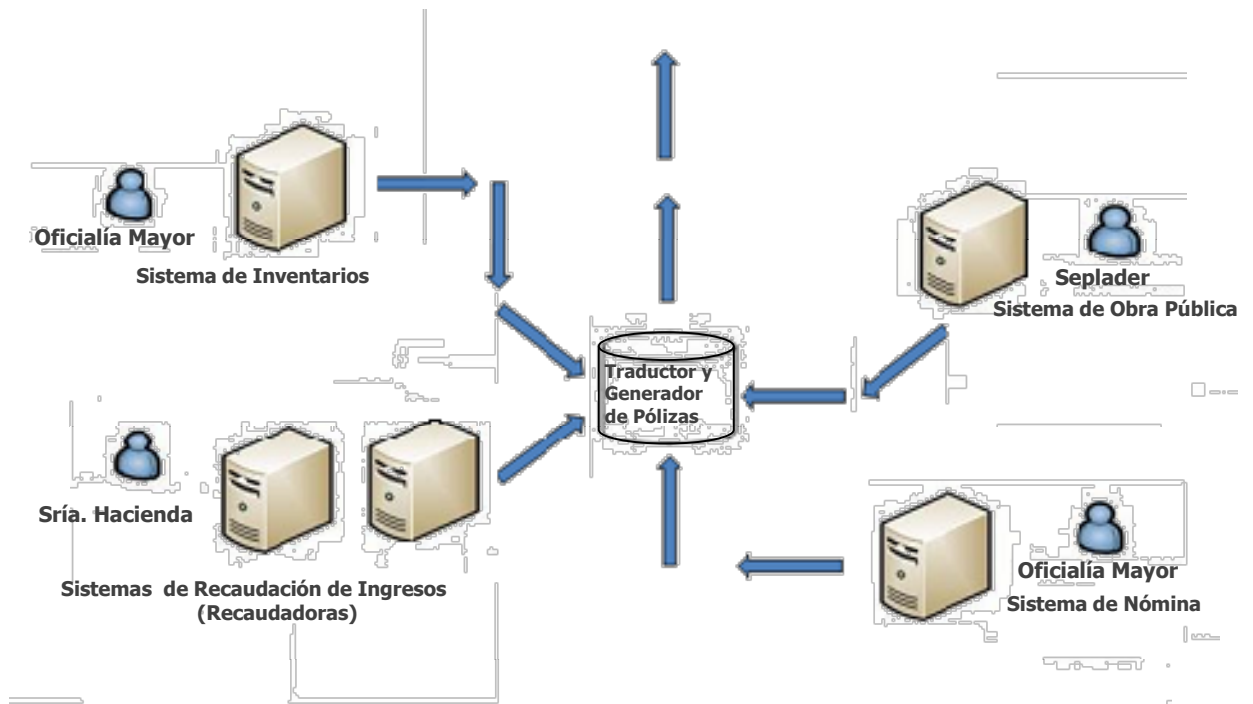 Oficialía Mayor
Sistema de Inventarios
Seplader
Sistema de Obra Pública
Traductor y
Generador
de Pólizas
Sría. Hacienda
Sistemas de Recaudación de Ingresos
(Recaudadoras)
Oficialía Mayor
Sistema de Nómina